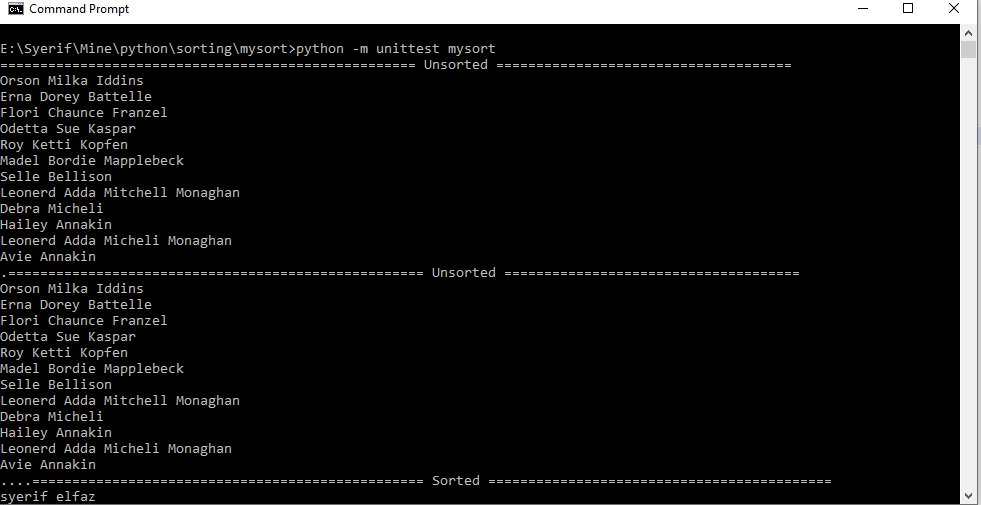 Command Prompt
E:\Syerif\Mine\python\sorting\mysort>python -m unittest mysort
==================================================== Unsorted =====================================
Orson Milka Iddins
Erna Dorey Battelle
Flori Chaunce Franzel
Odetta Sue Kaspar
Roy Ketti Kopfen
Madel Bordie Mapplebeck
Selle Bellison
Leonerd Adda Mitchell Monaghan
Debra Micheli
Hailey Annakin
Leonerd Adda Micheli Monaghan
Avie Annakin
.==================================================== Unsorted =====================================
Orson Milka Iddins
Erna Dorey Battelle
Flori Chaunce Franzel
Odetta Sue Kaspar
Roy Ketti Kopfen
Madel Bordie Mapplebeck
Selle Bellison
Leonerd Adda Mitchell Monaghan
Debra Micheli
Hailey Annakin
Leonerd Adda Micheli Monaghan
Avie Annakin
....================================================= Sorted ===========================================
syerif elfaz